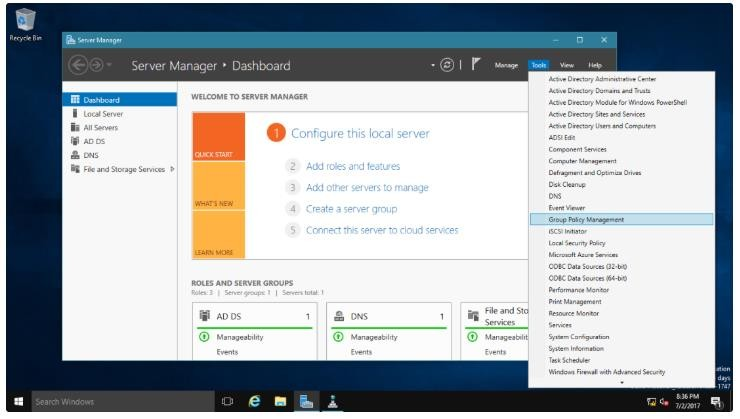 Recycle Bin
Server Manager
Server Manager • Dashboard
Manage
Tools
View
Help
Dashboard
Local Server
All Servers
AD DS
DNS
File and Storage Services
WELCOME TO SERVER MANAGER
QUICK START
WHAT'S NEW
LEARN MORE
1 Configure this local server
2 Add roles and features
3 Add other servers to manage
4 Create a server group
5 Connect this server to cloud services
ROLES AND SERVER GROUPS
Roles: 3 | Server groups: 1 | Servers total: 1
AD DS 1
Manageability
Events
DNS 1
Manageability
Events
File and Sto
Services
Manageabilit
Events
Active Directory Administrative Center
Active Directory Domains and Trusts
Active Directory Module for Windows PowerShell
Active Directory Sites and Services
Active Directory Users and Computers
ADSI Edit
Component Services
Computer Management
Defragment and Optimize Drives
Disk Cleanup
DNS
Event Viewer
Group Policy Management
iSCSI Initiator
Local Security Policy
Microsoft Azure Services
ODBC Data Sources (32-bit)
ODBC Data Sources (64-bit)
Performance Monitor
Print Management
Resource Monitor
Services
System Configuration
System Information
Task Scheduler
Windows Firewall with Advanced Security
ation
days
-1747
Search Windows
8:36 PM
7/2/2017